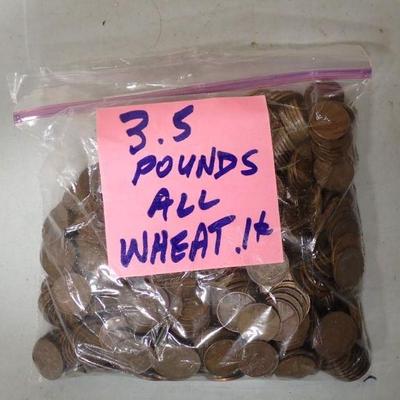 3.5
POUNDS
ALL
WHEAT.1¢